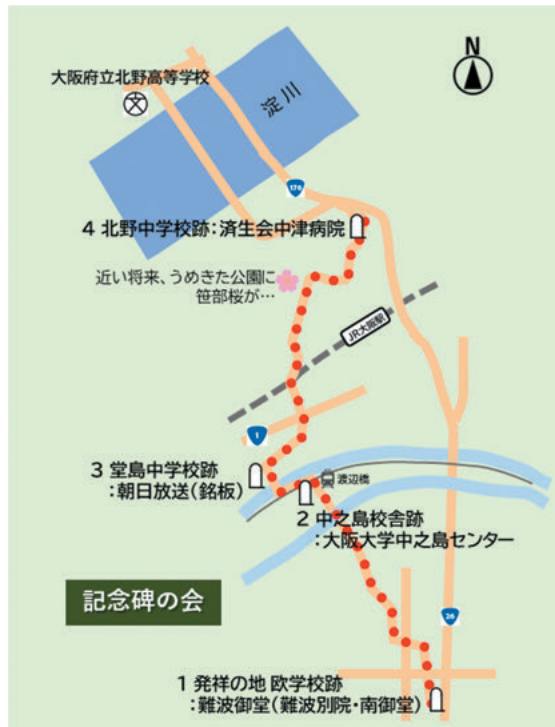 N
大阪府立北野高等学校
文
淀川
176
4 北野中学校跡：済生会中津病院
近い将来、うめきた公園に
笹部桜が…
JR大阪駅
1
3 堂島中学校跡
：朝日放送（銘板）
渡辺橋
2 中之島校舎跡
：大阪大学中之島センター
記念碑の会
26
1 発祥の地 欧学校跡
：難波御堂（難波別院・南御堂）